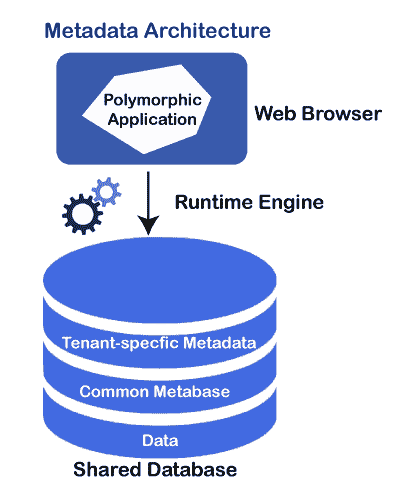 Metadata Architecture
Polymorphic
Application
Web Browser
Runtime Engine
Tenant-specfic Metadata
Common Metabase
Data
Shared Database